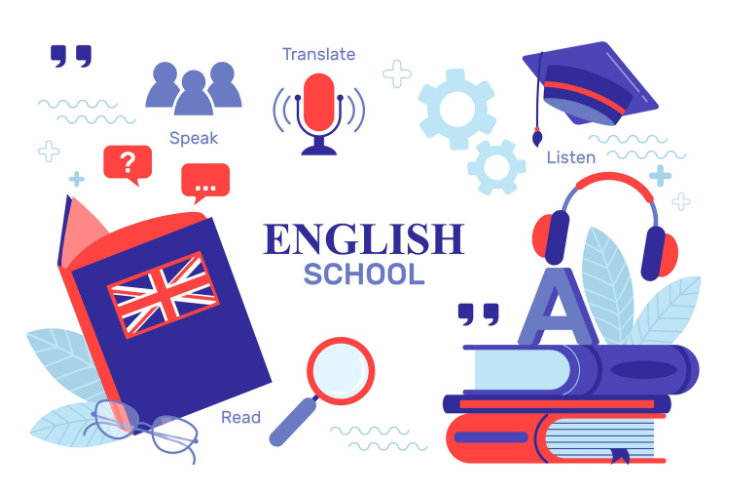 Translate
Speak
?
...
Listen
ENGLISH
SCHOOL
A
Read